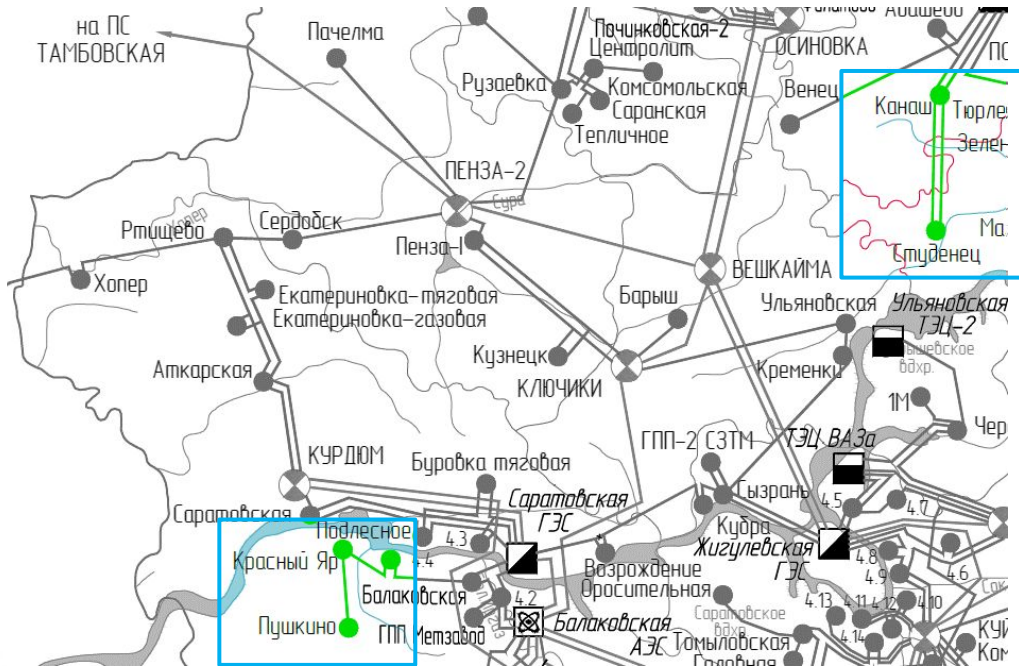 на ПС
ТАМБОВСКАЯ
Пачелма
Починковская-2
Центролит
Рузаевка
Комсомольская
Саранская
Тепличное
ОСИНОВКА
Венец
Канаш
Студенец
ПЕНЗА-2
Сура
Хопер
Ртищево
Сердобск
Пенза-1
Хопер
Екатериновка-тяговая
Екатериновка-газовая
Барыш
ВЕШКАЙМА
Ульяновская
Ульяновская
ТЭЦ-2
вдхр.
Кузнецк
КЛЮЧИКИ
Кременки
Аткарская
1М
КУРДЮМ
Буровка тяговая
ГПП-2 СЗТМ
ТЭЦ ВАЗа
Саратовская
Саратовская
ГЭС
Сызрань
4.5
4.7
Подлесное
4.3
4.4
Красный Яр
Кубра
Жигулевская
ГЭС
4.8
4.6
4.9
Возрождение
Оросительная
Балаковская
4.2
4.10
4.11
4.12
4.13
4.14
Саратовское
вдхр.
Пушкино
ГПП Метзавод
Балаковская
АЭС
Томыловская